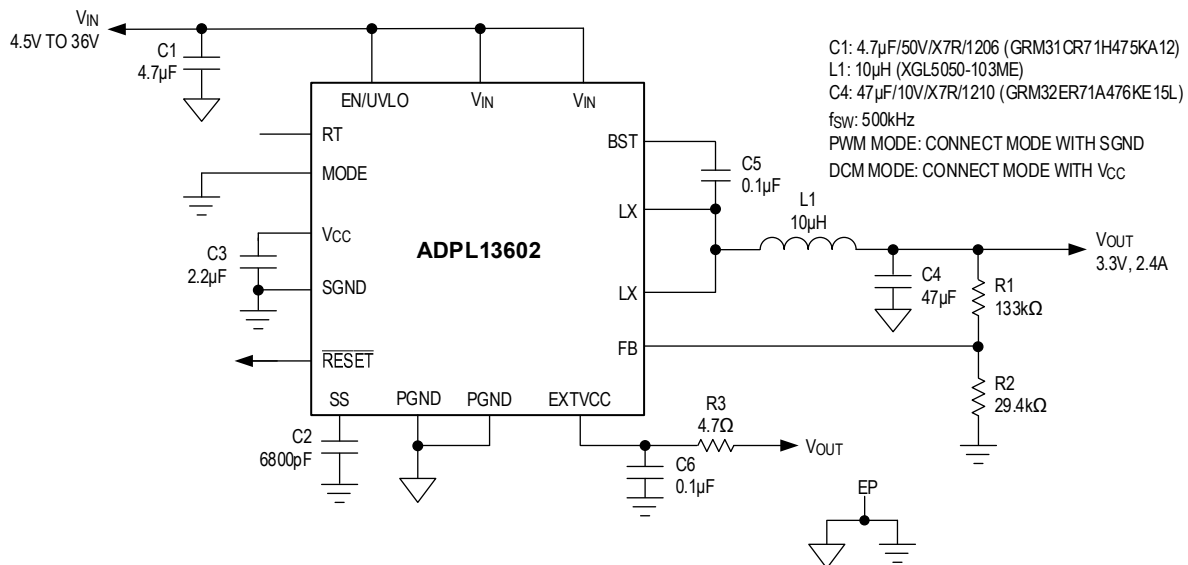 VIN
4.5V TO 36V
C1
4.7µF
C1: 4.7µF/50V/X7R/1206 (GRM31CR71H475KA12)
L1: 10µH (XGL5050-103ME)
C4: 47µF/10V/X7R/1210 (GRM32ER71A476KE15L)
fSW: 500kHz
PWM MODE: CONNECT MODE WITH SGND
DCM MODE: CONNECT MODE WITH VCC
EN/UVLO
VIN
VIN
RT
MODE
VCC
SGND
RESET
SS
PGND
PGND
EXTVCC
BST
LX
LX
FB
ADPL13602
C3
2.2µF
C2
6800pF
C5
0.1µF
L1
10µH
C4
47µF
VOUT
3.3V, 2.4A
R1
133kΩ
R2
29.4kΩ
R3
4.7Ω
VOUT
C6
0.1µF
EP